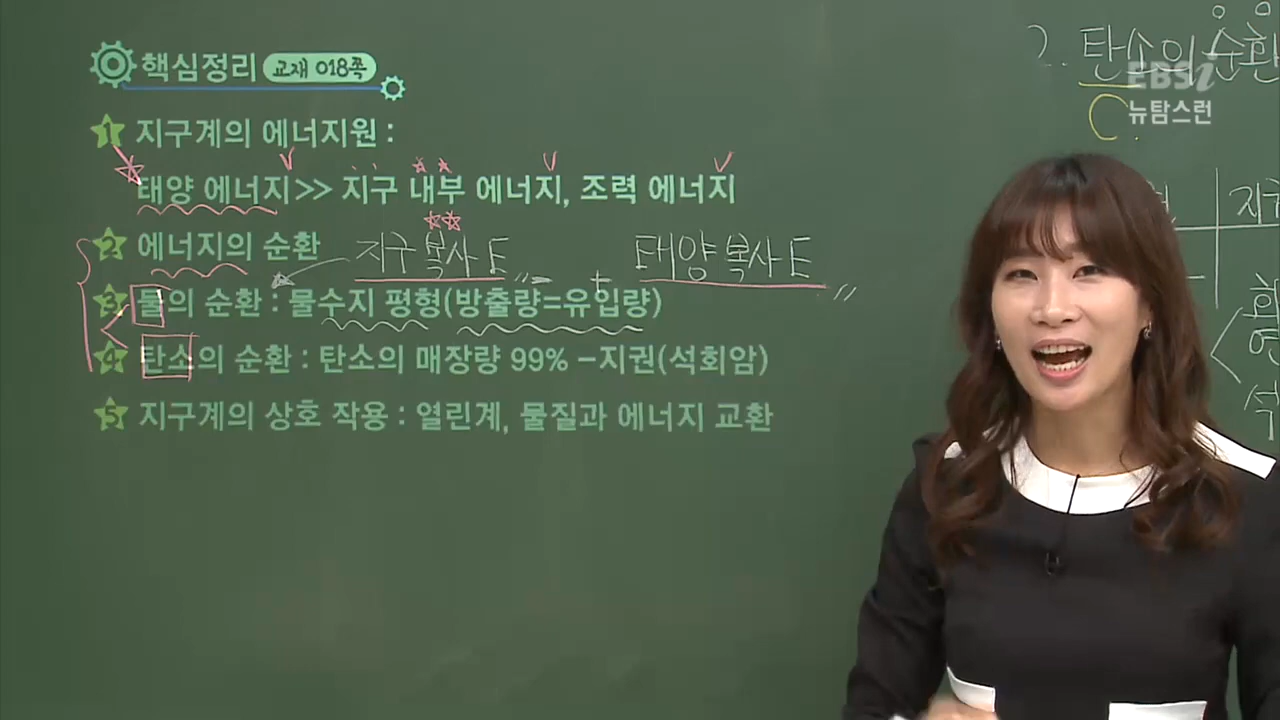 핵심정리 교재 018쪽
1 지구계의 에너지원 :
태양 에너지>> 지구 내부 에너지, 조력 에너지
2 에너지의 순환 지구 복사 E 태양 복사 E
3 물의 순환 : 물수지 평형(방출량=유입량)
4 탄소의 순환 : 탄소의 매장량 99% -지권(석회암)
5 지구계의 상호 작용 : 열린계, 물질과 에너지 교환
2. 탄소의 순환
C
EBSi
뉴탐스런